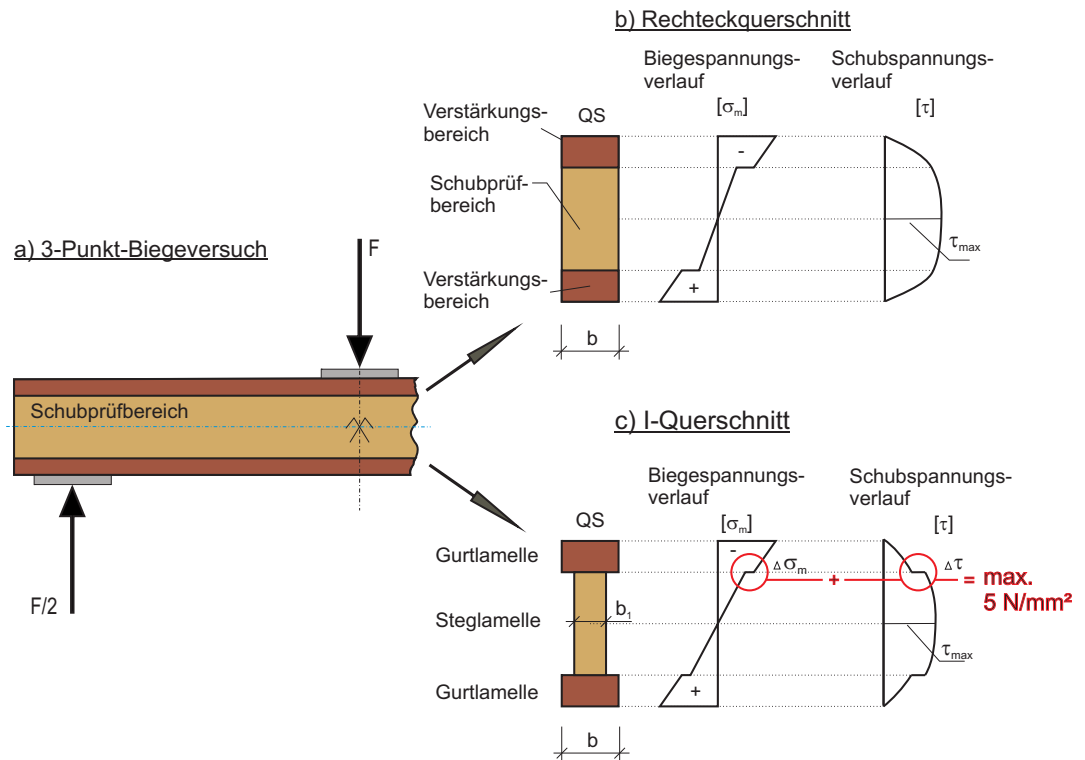 b) Rechteckquerschnitt
Biegespannungs-
verlauf
[σm]
Schubspannungs-
verlauf
[τ]
Verstärkungs-
bereich
QS
Schubprüf-
bereich
Verstärkungs-
bereich
-
+
τmax
b
a) 3-Punkt-Biegeversuch
F
Schubprüfbereich
F/2
c) I-Querschnitt
Biegespannungs-
verlauf
[σm]
Schubspannungs-
verlauf
[τ]
QS
Gurtlamelle
Steglamelle
Gurtlamelle
b1
-
+
Δσm + Δτ = max.
5 N/mm²
τmax
b